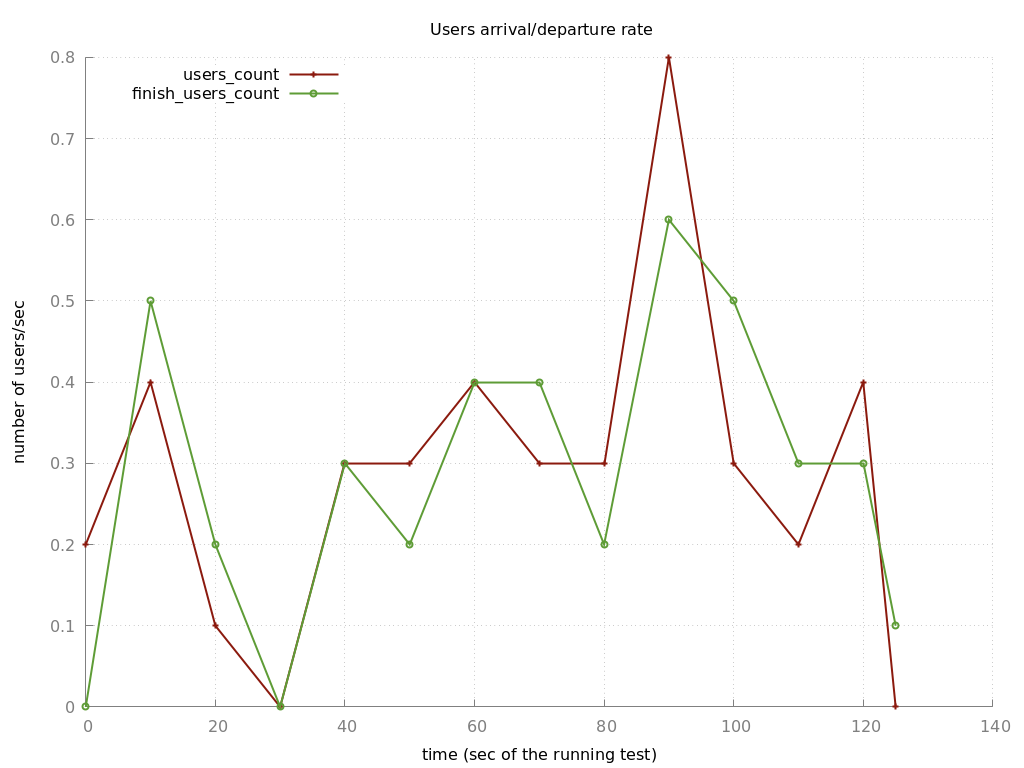 Users arrival/departure rate
users_count
finish_users_count
number of users/sec
0.8
0.7
0.6
0.5
0.4
0.3
0.2
0.1
0
0 20 40 60 80 100 120 140
time (sec of the running test)